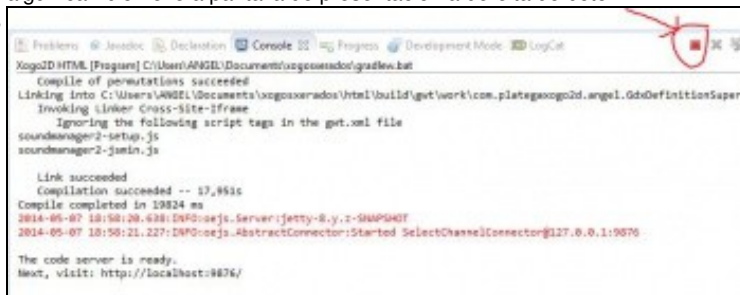 Problems @ Javadoc Declaration Console Progress Development Mode LogCat
Xogo2D HTML [Program] C:\Users\ANGEL\Documents\xogosxerados\gradlew.bat
Compile of permutations succeeded
Linking into C:\Users\ANGEL\Documents\xogosxerados\html\build\gwt\work\com.plategaxogo2d.angel.GdxDefinitionSuper
Invoking Linker Cross-Site-Iframe
Ignoring the following script tags in the gwt.xml file
soundmanager2-setup.js
soundmanager2-jsmin.js
Link succeeded
Compilation succeeded -- 17,951s
Compile completed in 19824 ms
2014-05-07 18:58:20.638:INFO:oejs.Server:jetty-8.y.z-SNAPSHOT
2014-05-07 18:58:21.227:INFO:oejs.AbstractConnector:Started SelectChannelConnector@127.0.0.1:9876
The code server is ready.
Next, visit: http://localhost:9876/